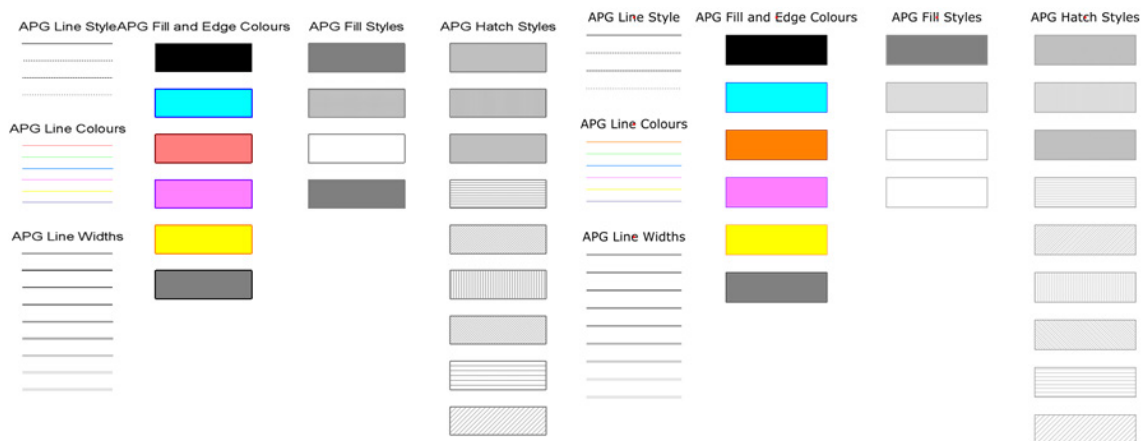 APG Line Style APG Fill and Edge Colours APG Fill Styles APG Hatch Styles
APG Line Colours
APG Line Widths
APG Line Style APG Fill and Edge Colours APG Fill Styles APG Hatch Styles
APG Line Colours
APG Line Widths